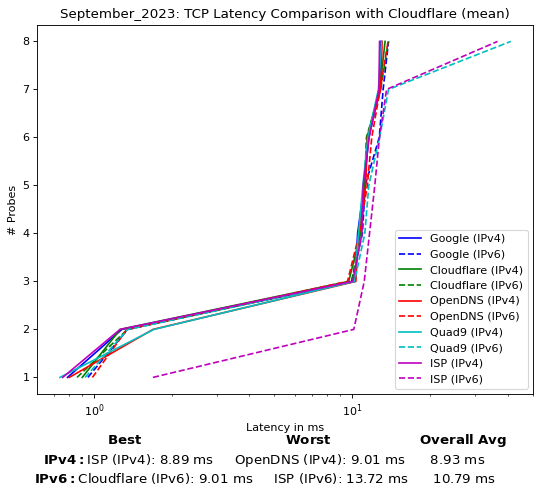 September_2023: TCP Latency Comparison with Cloudflare (mean)
# Probes
8
7
6
5
4
3
2
1
Google (IPv4)
Google (IPv6)
Cloudflare (IPv4)
Cloudflare (IPv6)
OpenDNS (IPv4)
OpenDNS (IPv6)
Quad9 (IPv4)
Quad9 (IPv6)
ISP (IPv4)
ISP (IPv6)
10⁰ 10¹
Latency in ms
Best Worst Overall Avg
IPv4: ISP (IPv4): 8.89 ms OpenDNS (IPv4): 9.01 ms 8.93 ms
IPv6: Cloudflare (IPv6): 9.01 ms ISP (IPv6): 13.72 ms 10.79 ms